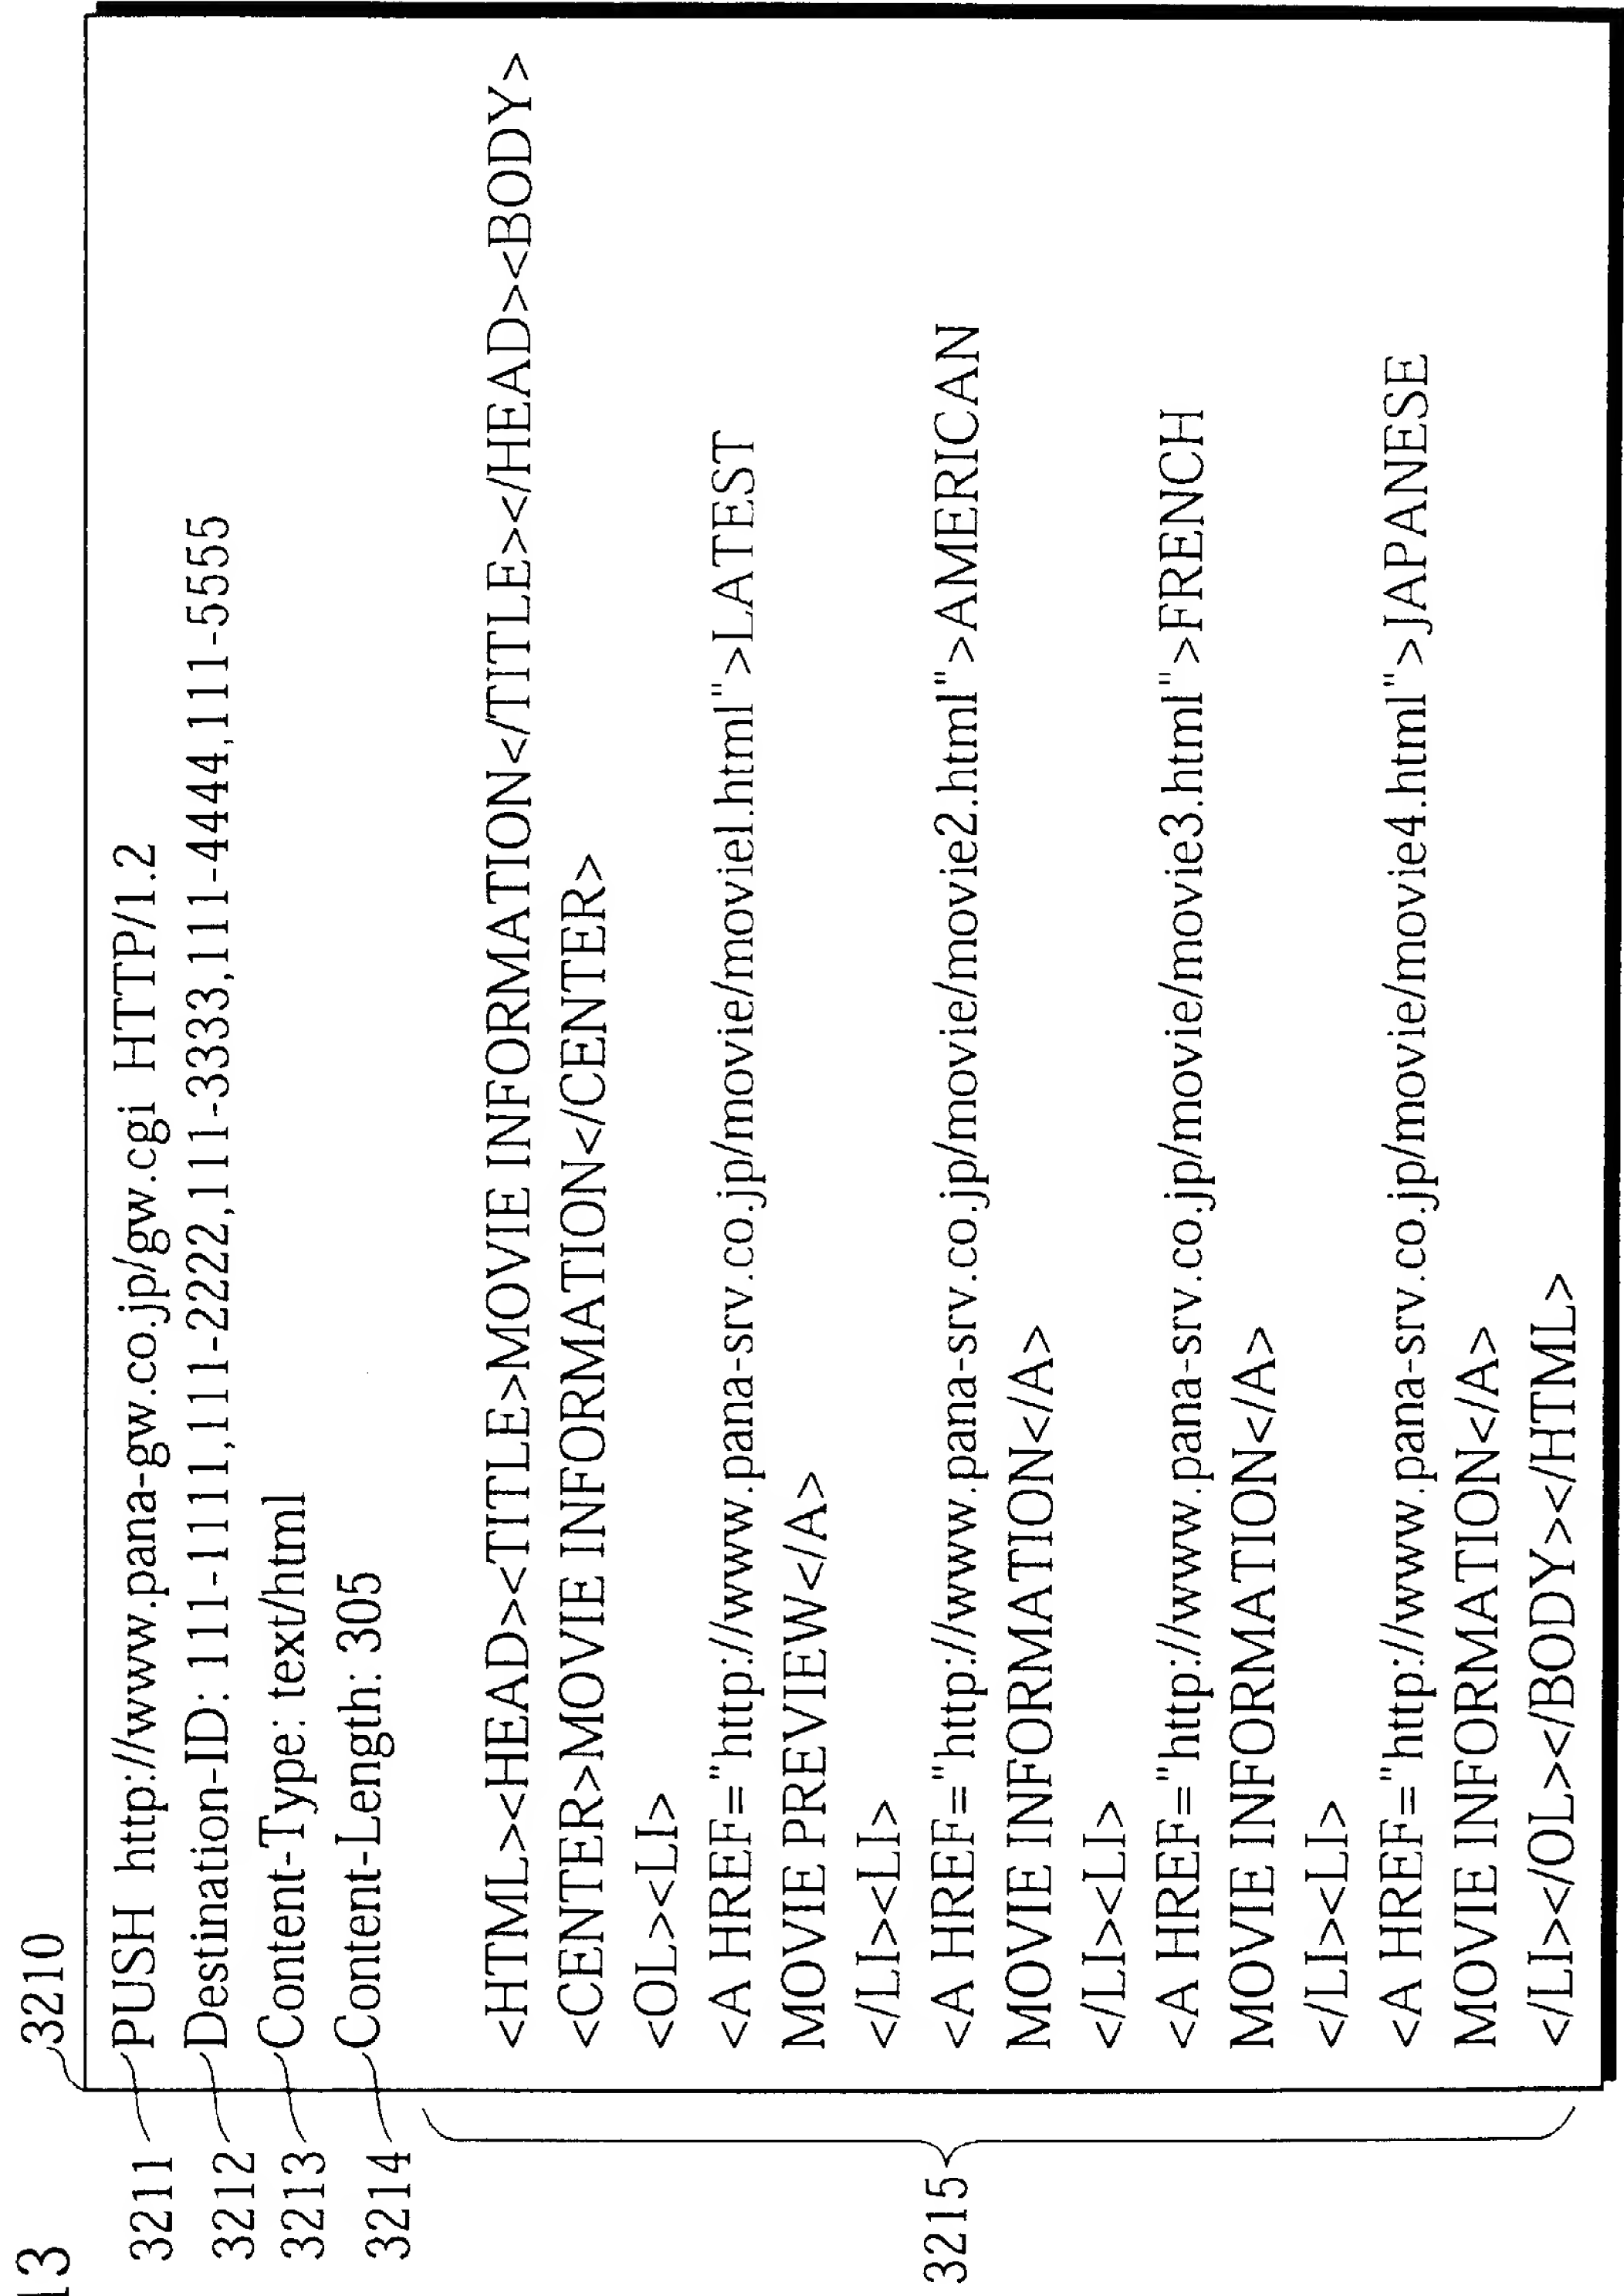 13
3210
3211 PUSH http://www.pana-gw.co.jp/gw.cgi HTTP/1.2
3212 Destination-ID: 111-1111,111-2222,111-3333,111-4444,111-5555
3213 Content-Type: text/html
3214 Content-Length: 305
3215
<HTML><HEAD><TITLE>MOVIE INFORMATION</TITLE></HEAD><BODY>
<CENTER>MOVIE INFORMATION</CENTER>
<OL><LI>
<A HREF="http://www.pana-srv.co.jp/movie/movie1.html">LATEST
MOVIE PREVIEW</A>
</LI><LI>
<A HREF="http://www.pana-srv.co.jp/movie/movie2.html">AMERICAN
MOVIE INFORMATION</A>
</LI><LI>
<A HREF="http://www.pana-srv.co.jp/movie/movie3.html">FRENCH
MOVIE INFORMATION</A>
</LI><LI>
<A HREF="http://www.pana-srv.co.jp/movie/movie4.html">JAPANESE
MOVIE INFORMATION</A>
</LI></OL></BODY></HTML>